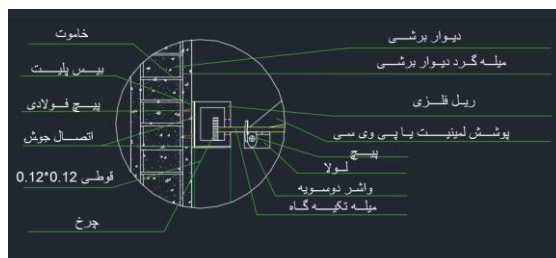 دیوار برشی
میله گرد دیوار برشی
ریل فلزی
پوشش لمینیت یا پی وی سی
پیچ
لولا
واشر دوسویه
میله تکیه گاه
خاموت
بیس پلیت
پیچ فولادی
اتصال جوش
قوطی 0.12*0.12
چرخ